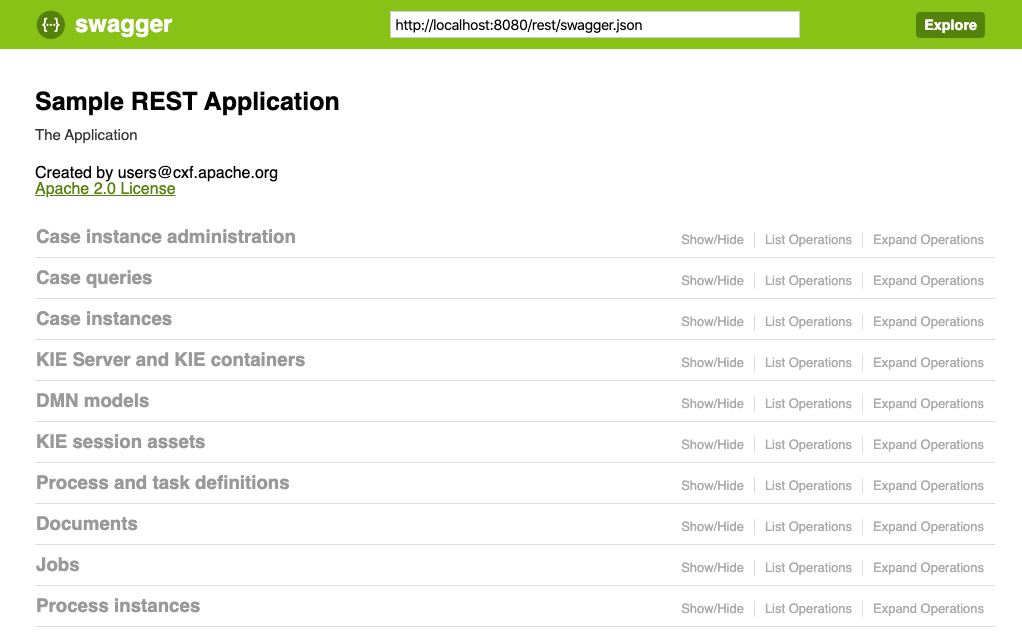 {···} swagger http://localhost:8080/rest/swagger.json Explore
Sample REST Application
The Application
Created by users@cxf.apache.org
Apache 2.0 License
Case instance administration Show/Hide List Operations Expand Operations
Case queries Show/Hide List Operations Expand Operations
Case instances Show/Hide List Operations Expand Operations
KIE Server and KIE containers Show/Hide List Operations Expand Operations
DMN models Show/Hide List Operations Expand Operations
KIE session assets Show/Hide List Operations Expand Operations
Process and task definitions Show/Hide List Operations Expand Operations
Documents Show/Hide List Operations Expand Operations
Jobs Show/Hide List Operations Expand Operations
Process instances Show/Hide List Operations Expand Operations